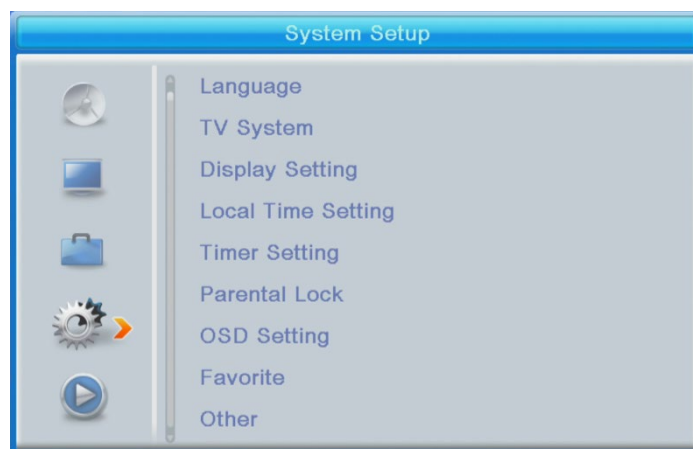 System Setup
Language
TV System
Display Setting
Local Time Setting
Timer Setting
Parental Lock
OSD Setting
Favorite
Other